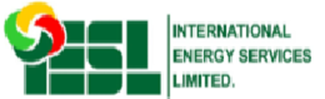 IESL
INTERNATIONAL
ENERGY SERVICES
LIMITED.